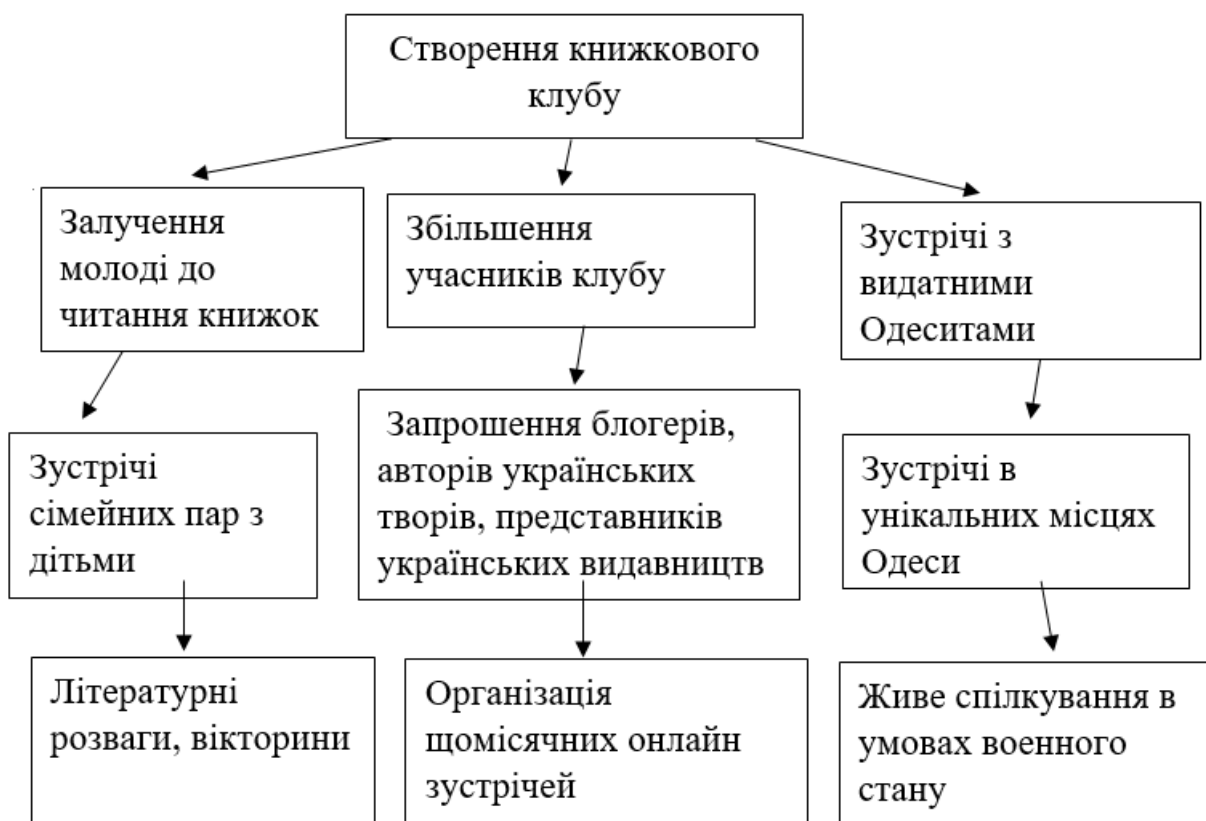 Створення книжкового
клубу
Залучення
молоді до
читання книжок
Збільшення
учасників клубу
Зустрічі з
видатними
Одеситами
Зустрічі
сімейних пар з
дітьми
Запрошення блогерів,
авторів українських
творів, представників
українських видавництв
Зустрічі в
унікальних місцях
Одеси
Літературні
розваги, вікторини
Організація
щомісячних онлайн
зустрічей
Живе спілкування в
умовах военного
стану